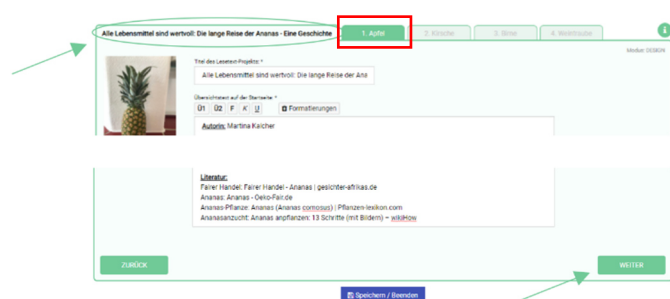 Alle Lebensmittel sind wertvoll: Die lange Reise der Ananas - Eine Geschichte
1. Apfel
2. Kirsche
3. Birne
4. Weintraube
i
Modus: DESIGN
Titel des Lesetext-Projekts: *
Alle Lebensmittel sind wertvoll: Die lange Reise der Ana
Übersichtstext auf der Startseite: *
Ü1 Ü2 F K U Formatierungen
Autorin: Martina Kalcher
Literatur:
Fairer Handel: Fairer Handel - Ananas | gesichter-afrikas.de
Ananas: Ananas - Oeko-Fair.de
Ananas-Pflanze: Ananas (Ananas comosus) | Pflanzen-lexikon.com
Ananasanzucht: Ananas anpflanzen: 13 Schritte (mit Bildern) – wikiHow
ZURÜCK
WEITER
Speichern / Beenden